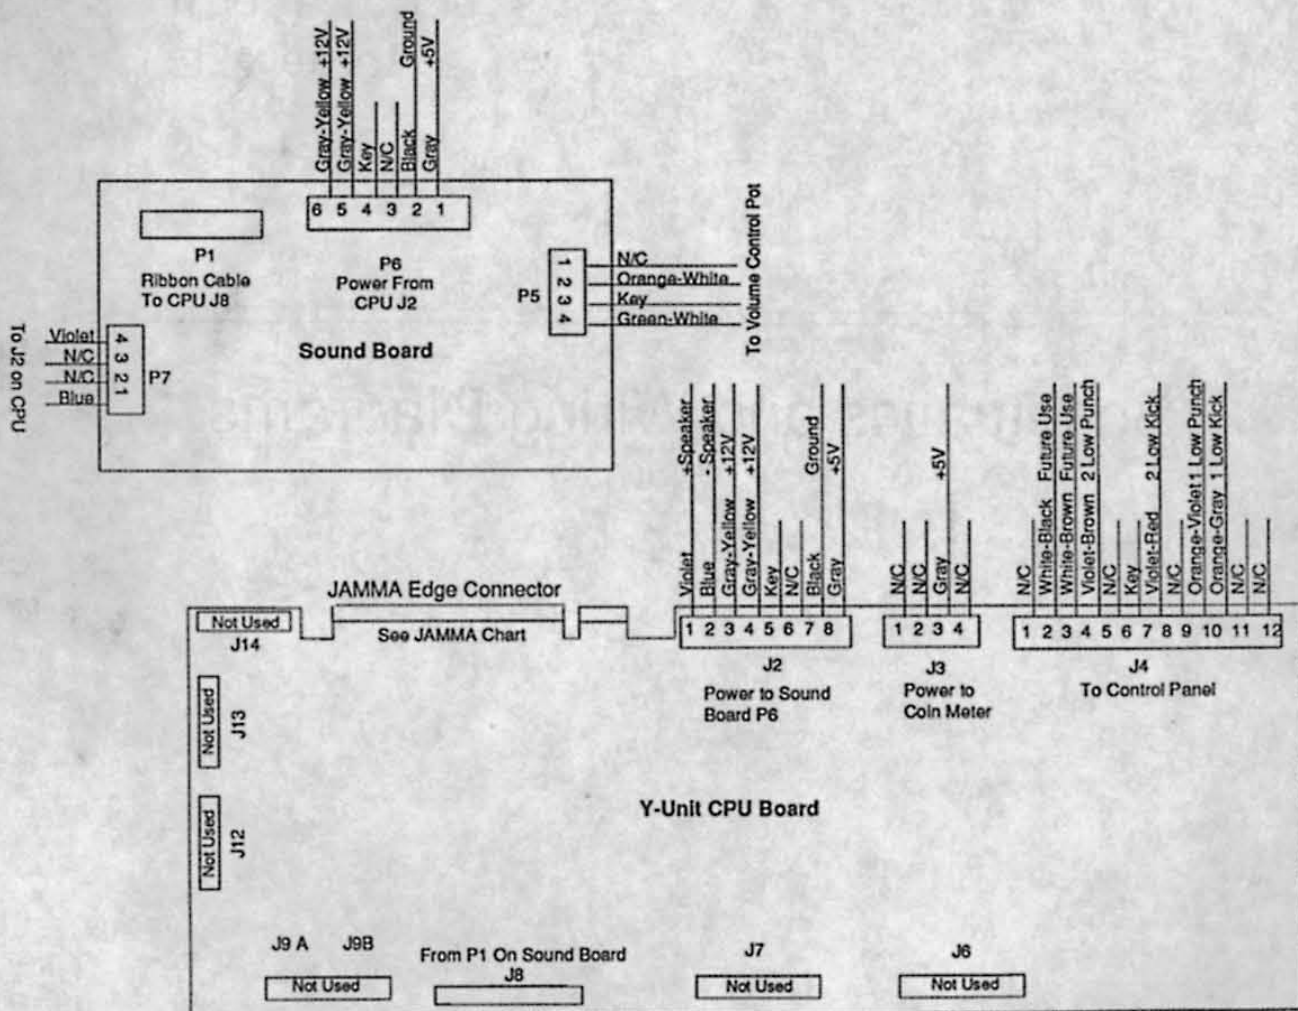 Gray-Yellow +12V
Gray-Yellow +12V
Key
N/C
Black Ground
Gray +5V
6 5 4 3 2 1
P1
Ribbon Cable
To CPU J8
P6
Power From
CPU J2
P5
1 N/C
2 Orange-White
3 Key
4 Green-White
To Volume Control Pot
Sound Board
To J2 on CPU
Violet 4
N/C 3
N/C 2
Blue 1
P7
Violet +Speaker
Blue - Speaker
Gray-Yellow +12V
Gray-Yellow +12V
Key
N/C
Black Ground
Gray +5V
1 2 3 4 5 6 7 8
J2
Power to Sound
Board P6
N/C
N/C
Gray +5V
N/C
1 2 3 4
J3
Power to
Coin Meter
N/C
White-Black Future Use
White-Brown Future Use
Violet-Brown 2 Low Punch
N/C
Key
Violet-Red 2 Low Kick
N/C
Orange-Violet 1 Low Punch
Orange-Gray 1 Low Kick
N/C
N/C
1 2 3 4 5 6 7 8 9 10 11 12
J4
To Control Panel
JAMMA Edge Connector
See JAMMA Chart
Not Used
J14
Not Used
J13
Not Used
J12
Y-Unit CPU Board
J9 A J9B
Not Used
From P1 On Sound Board
J8
J7
Not Used
J6
Not Used